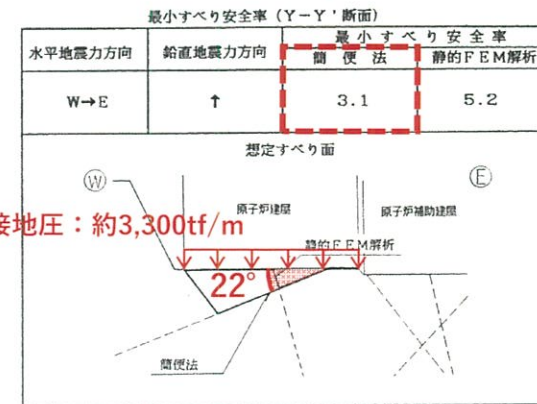 最小すべり安全率（Ｙ－Ｙ'断面）
水平地震力方向
鉛直地震力方向
最小すべり安全率
簡便法
静的ＦＥＭ解析
W→E
↑
3.1
5.2
想定すべり面
Ⓦ
Ⓔ
原子炉建屋
原子炉補助建屋
接地圧：約3,300tf/m
静的ＦＥＭ解析
22°
簡便法